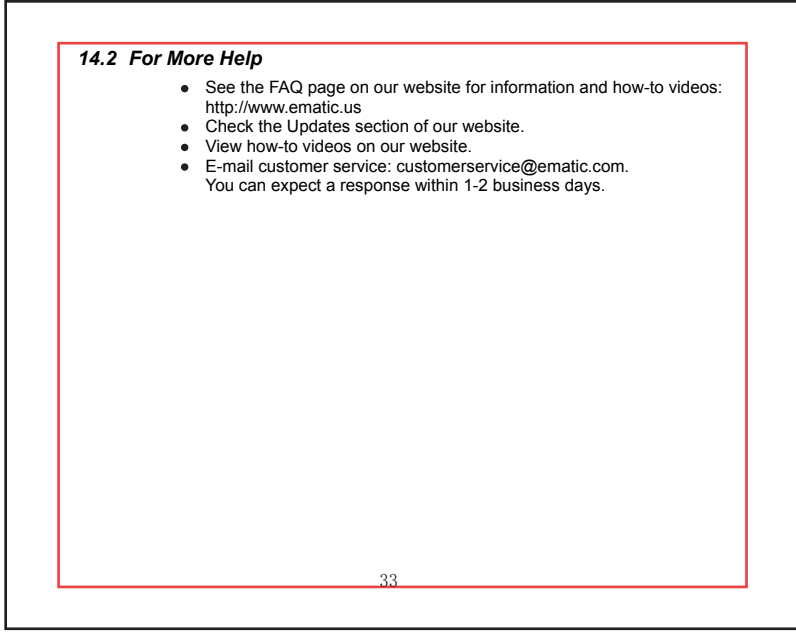 14.2 For More Help
● See the FAQ page on our website for information and how-to videos:
http://www.ematic.us
● Check the Updates section of our website.
● View how-to videos on our website.
● E-mail customer service: customerservice@ematic.com.
You can expect a response within 1-2 business days.
33